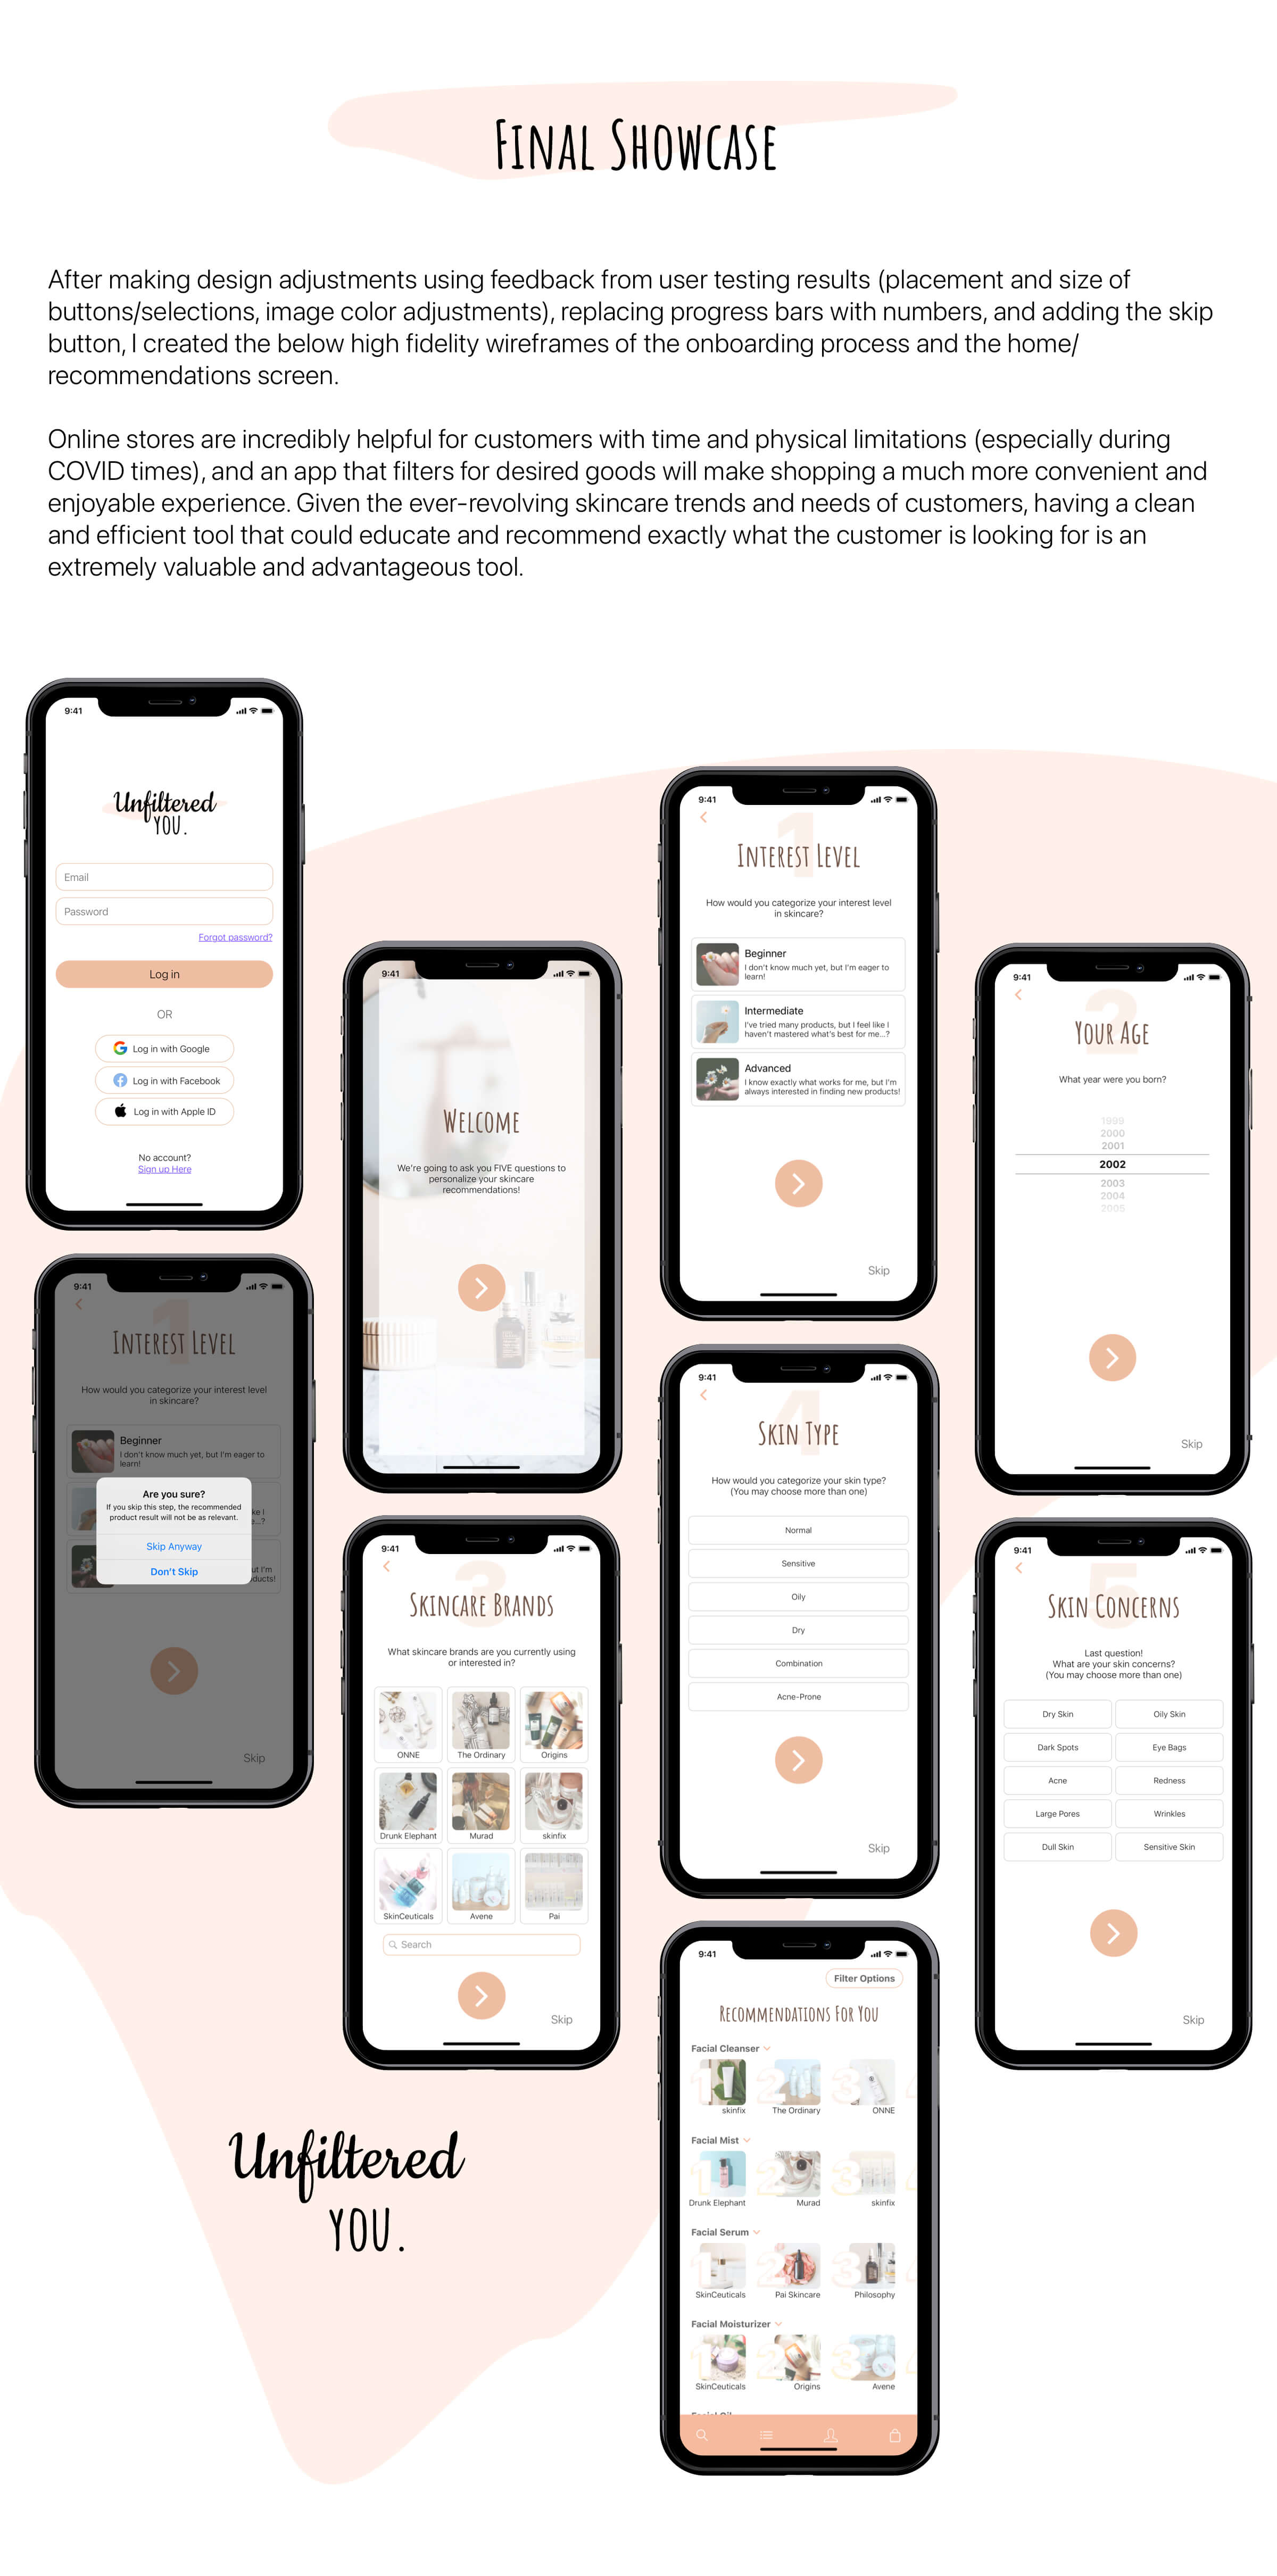 FINAL SHOWCASE
After making design adjustments using feedback from user testing results (placement and size of
buttons/selections, image color adjustments), replacing progress bars with numbers, and adding the skip
button, I created the below high fidelity wireframes of the onboarding process and the home/
recommendations screen.
Online stores are incredibly helpful for customers with time and physical limitations (especially during
COVID times), and an app that filters for desired goods will make shopping a much more convenient and
enjoyable experience. Given the ever-revolving skincare trends and needs of customers, having a clean
and efficient tool that could educate and recommend exactly what the customer is looking for is an
extremely valuable and advantageous tool.
9:41
Unfiltered
YOU.
Email
Password
Forgot password?
Log in
OR
Log in with Google
Log in with Facebook
Log in with Apple ID
No account?
Sign up Here
9:41
1
INTEREST LEVEL
How would you categorize your interest level
in skincare?
Beginner
I don't know much yet, but I'm eager to
learn!
Are you sure?
If you skip this step, the recommended
product result will not be as relevant.
Skip Anyway
Don't Skip
Skip
9:41
WELCOME
We're going to ask you FIVE questions to
personalize your skincare
recommendations!
9:41
3
SKINCARE BRANDS
What skincare brands are you currently using
or interested in?
ONNE
The Ordinary
Origins
Drunk Elephant
Murad
skinfix
SkinCeuticals
Avene
Pai
Search
Skip
9:41
1
INTEREST LEVEL
How would you categorize your interest level
in skincare?
Beginner
I don't know much yet, but I'm eager to
learn!
Intermediate
I've tried many products, but I feel like I
haven't mastered what's best for me...?
Advanced
I know exactly what works for me, but I'm
always interested in finding new products!
Skip
9:41
4
SKIN TYPE
How would you categorize your skin type?
(You may choose more than one)
Normal
Sensitive
Oily
Dry
Combination
Acne-Prone
Skip
9:41
Filter Options
RECOMMENDATIONS FOR YOU
Facial Cleanser
1 2 3
skinfix
The Ordinary
ONNE
Facial Mist
1 2 3
Drunk Elephant
Murad
skinfix
Facial Serum
1 2 3
SkinCeuticals
Pai Skincare
Philosophy
Facial Moisturizer
1 2 3
SkinCeuticals
Origins
Avene
9:41
2
YOUR AGE
What year were you born?
1999
2000
2001
2002
2003
2004
2005
Skip
9:41
5
SKIN CONCERNS
Last question!
What are your skin concerns?
(You may choose more than one)
Dry Skin
Oily Skin
Dark Spots
Eye Bags
Acne
Redness
Large Pores
Wrinkles
Dull Skin
Sensitive Skin
Skip
Unfiltered
YOU.